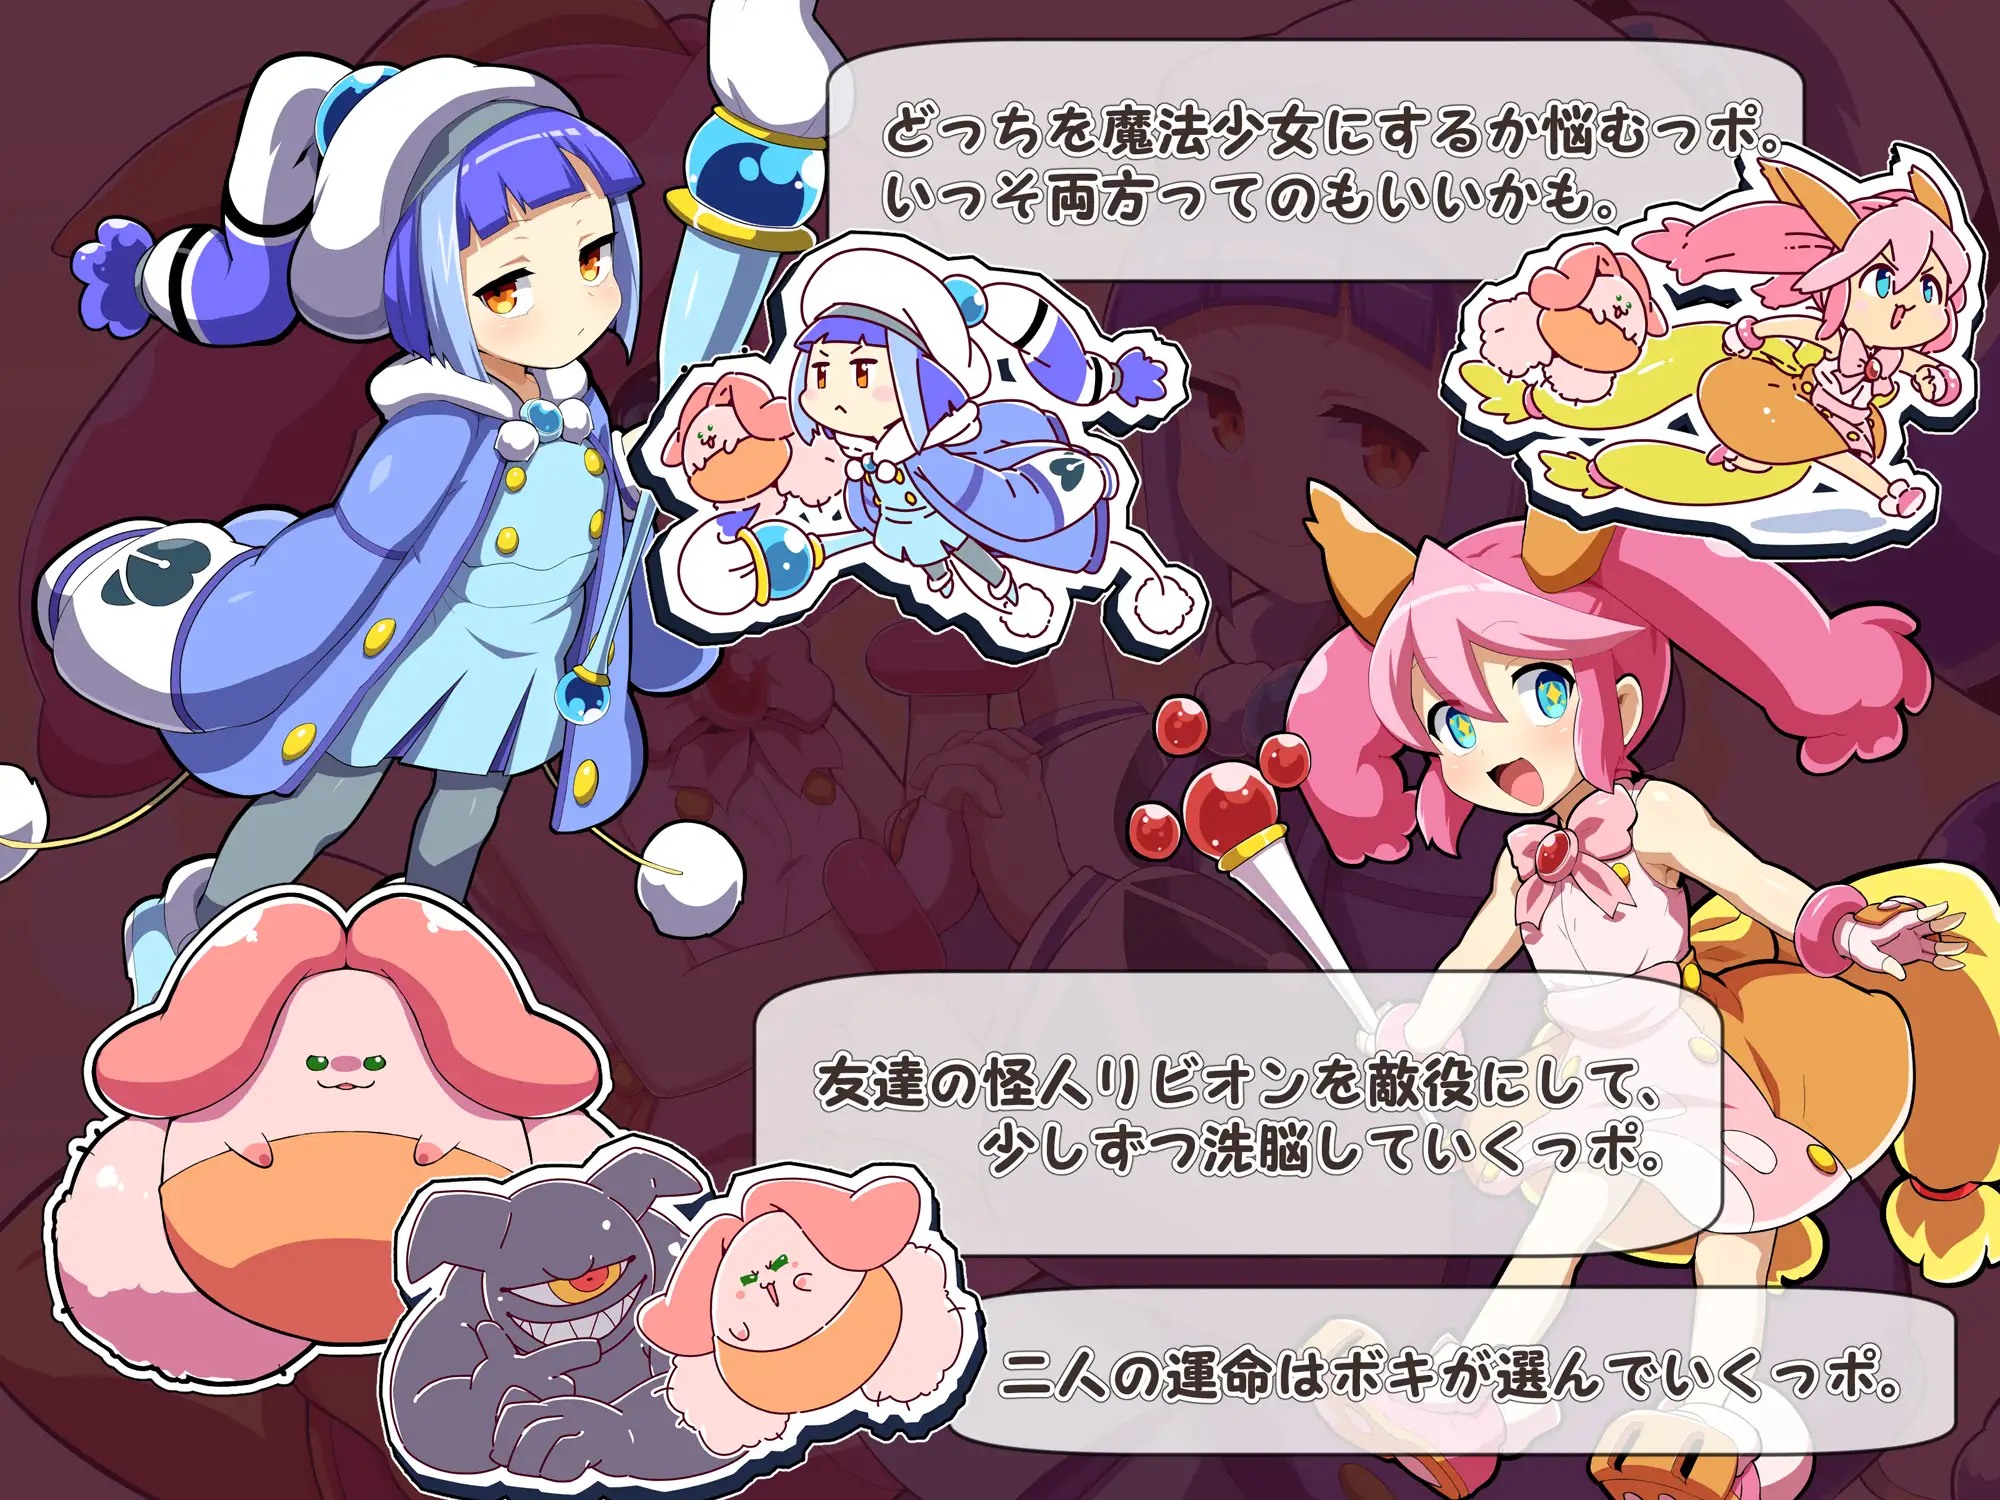 どっちを魔法少女にするか悩むっポ。
いっそ両方ってのもいいかも。
友達の怪人リビオンを敵役にして、
少しずつ洗脳していくっポ。
二人の運命はボキが選んでいくっポ。